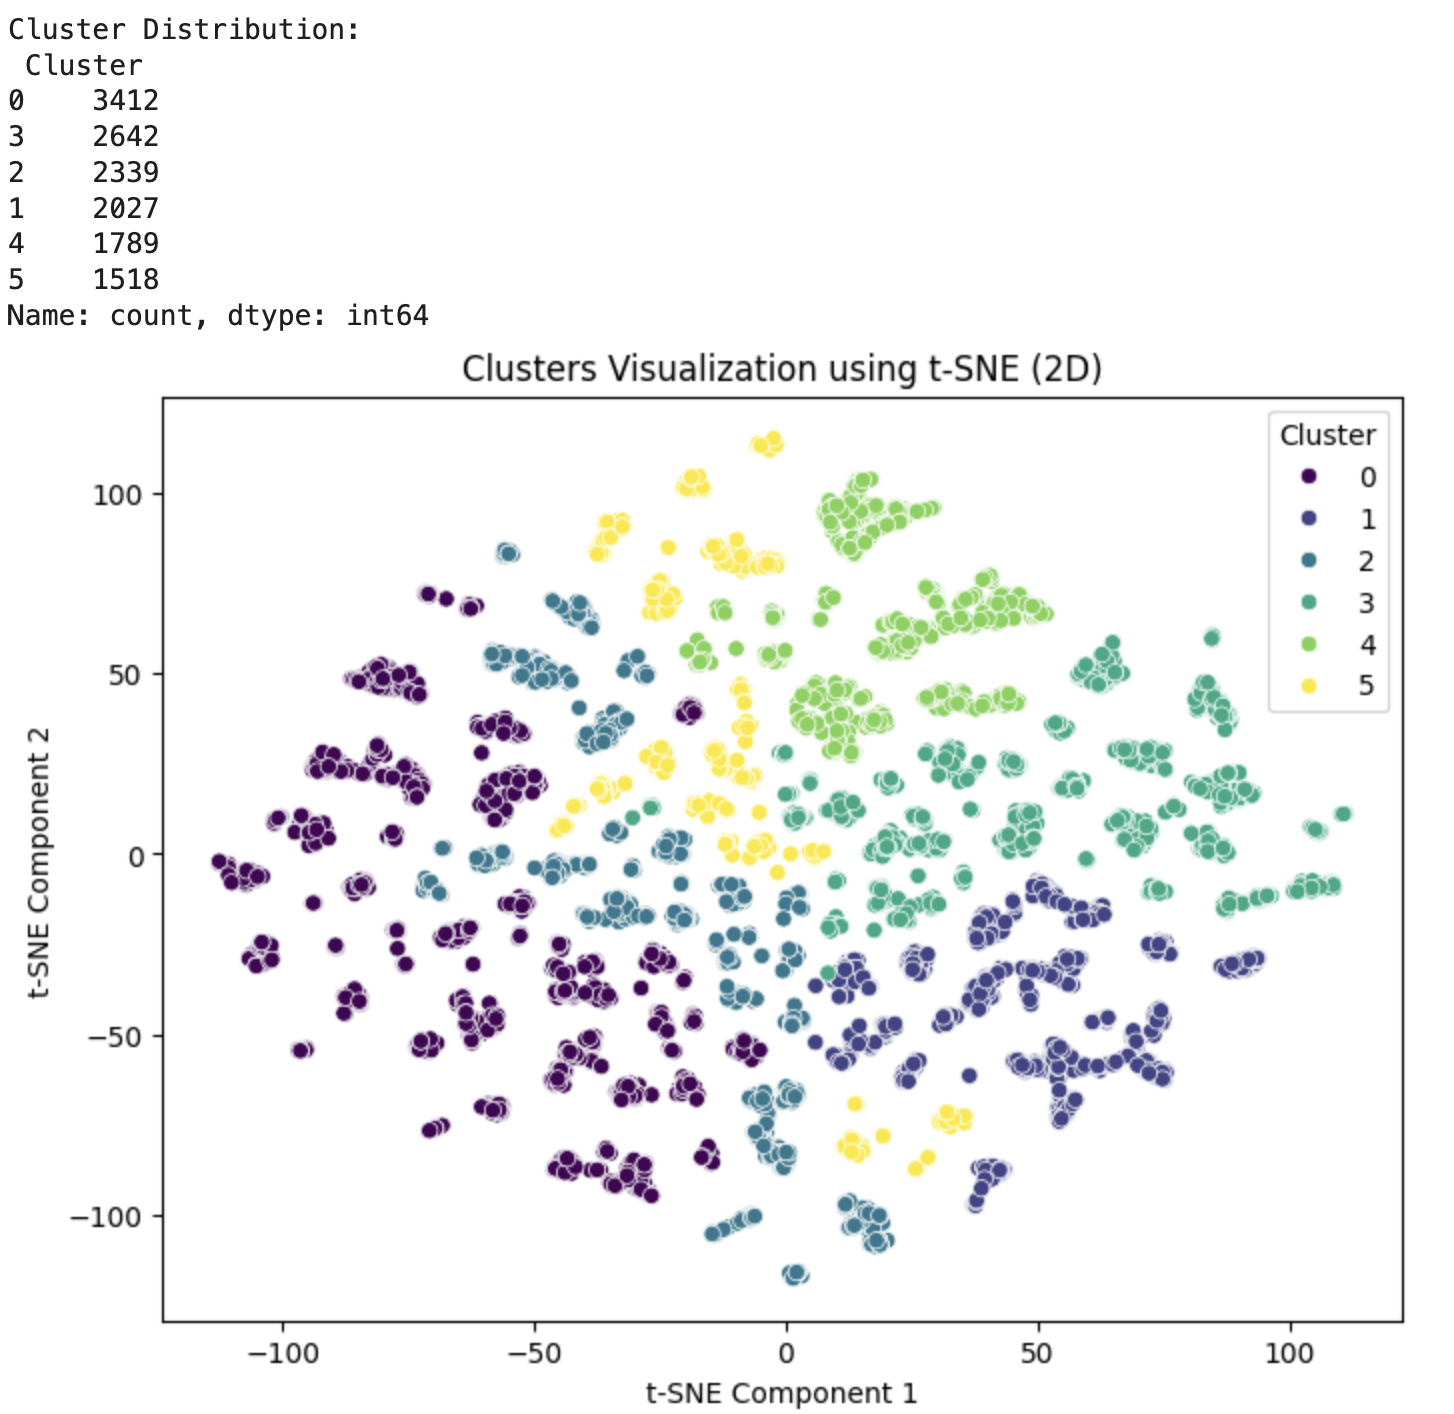 Cluster Distribution:
Cluster
0 3412
3 2642
2 2339
1 2027
4 1789
5 1518
Name: count, dtype: int64
Clusters Visualization using t-SNE (2D)
Cluster
0
1
2
3
4
5
100
50
0
−50
−100
t-SNE Component 2
−100 −50 0 50 100
t-SNE Component 1